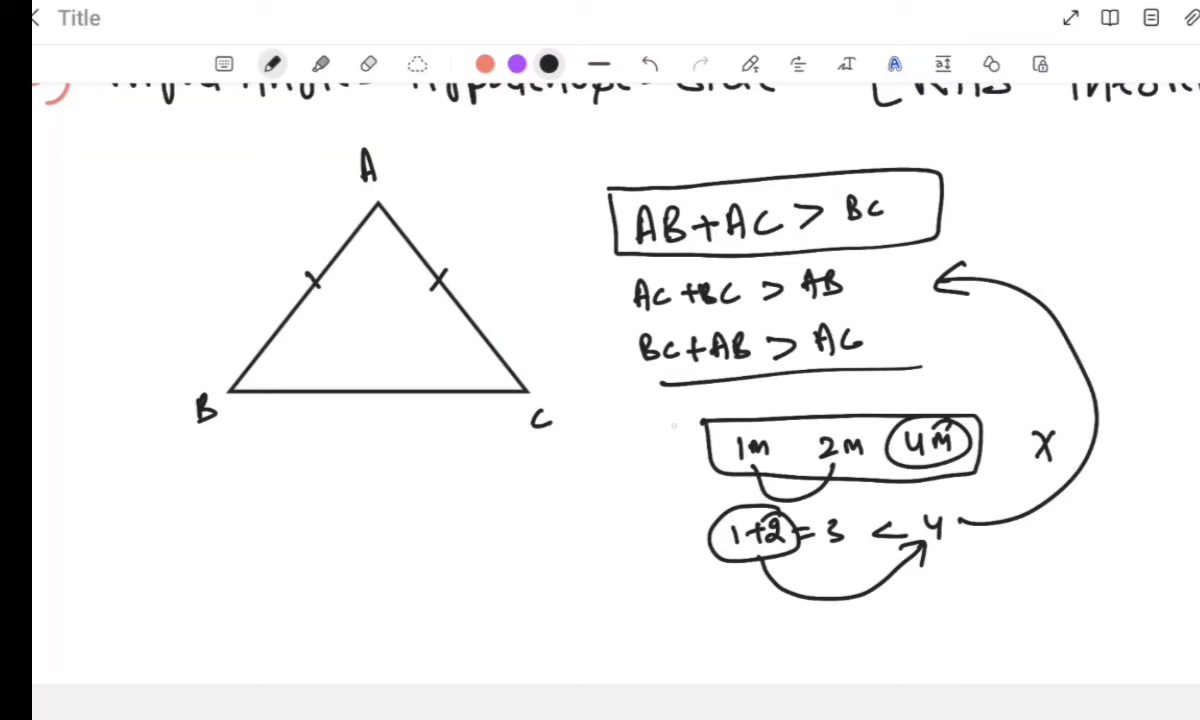 Title
A
B
C
AB+AC > BC
AC+BC > AB
BC+AB > AC
1m 2m 4m
X
1+2=3 < 4